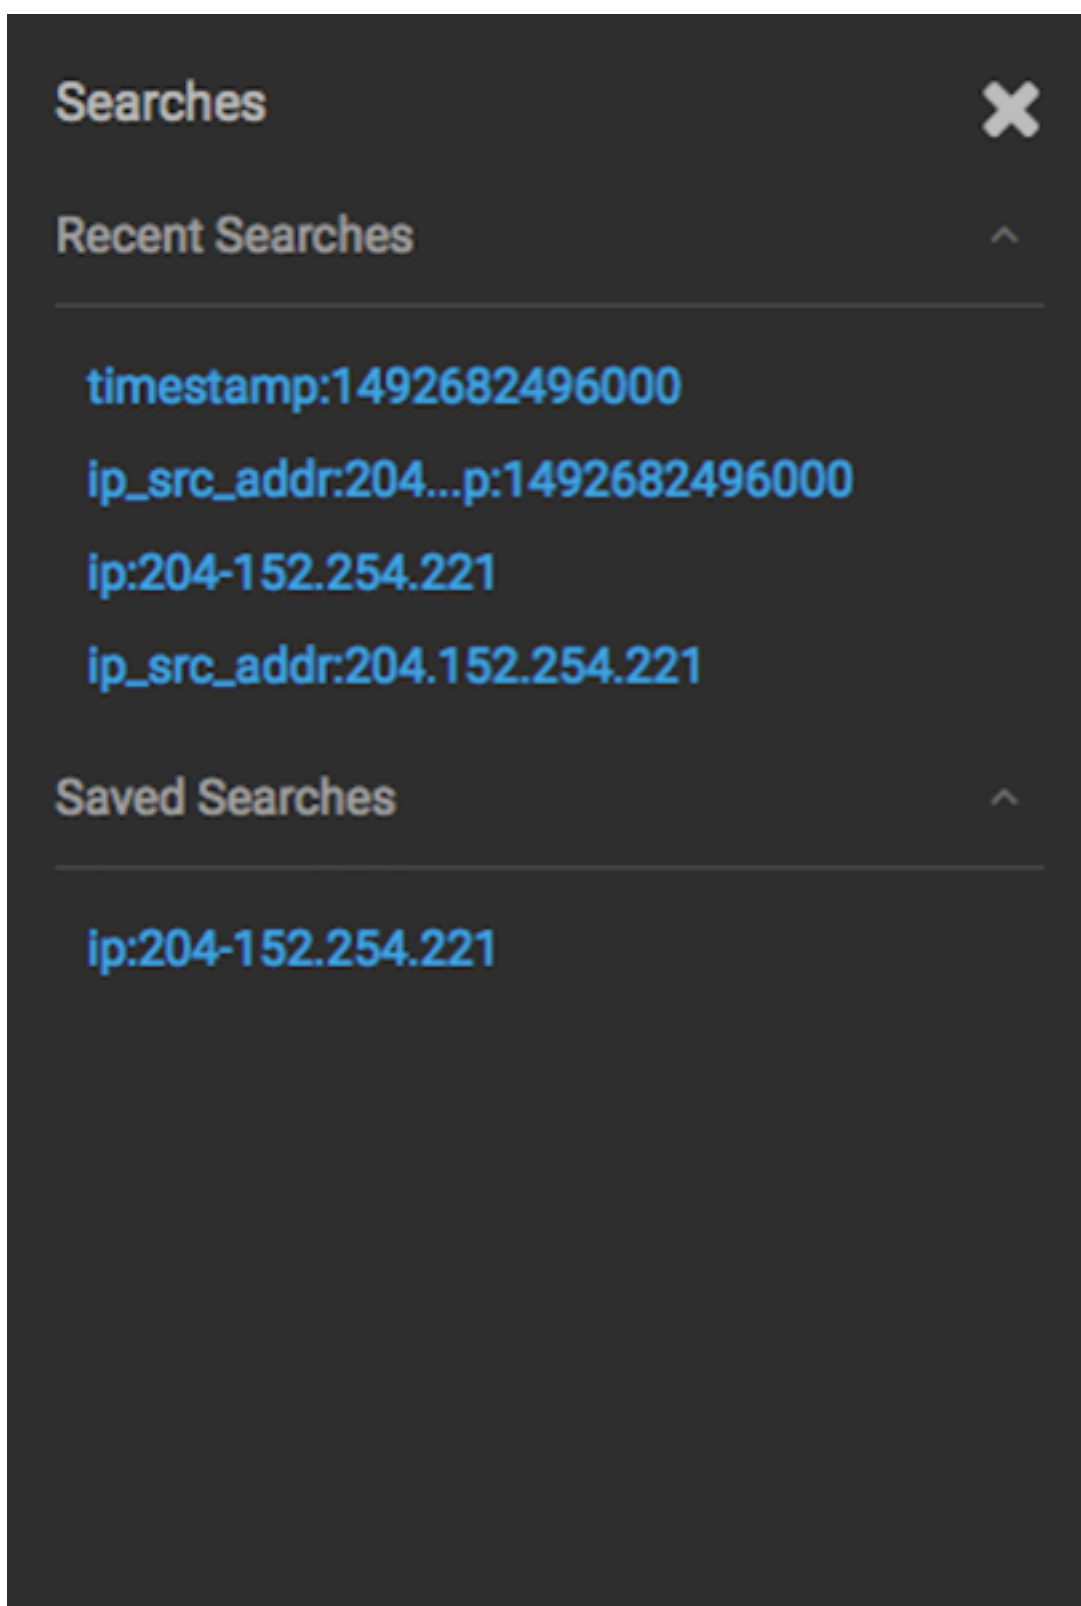 Searches
Recent Searches
timestamp:1492682496000
ip_src_addr:204...p:1492682496000
ip:204-152.254.221
ip_src_addr:204.152.254.221
Saved Searches
ip:204-152.254.221